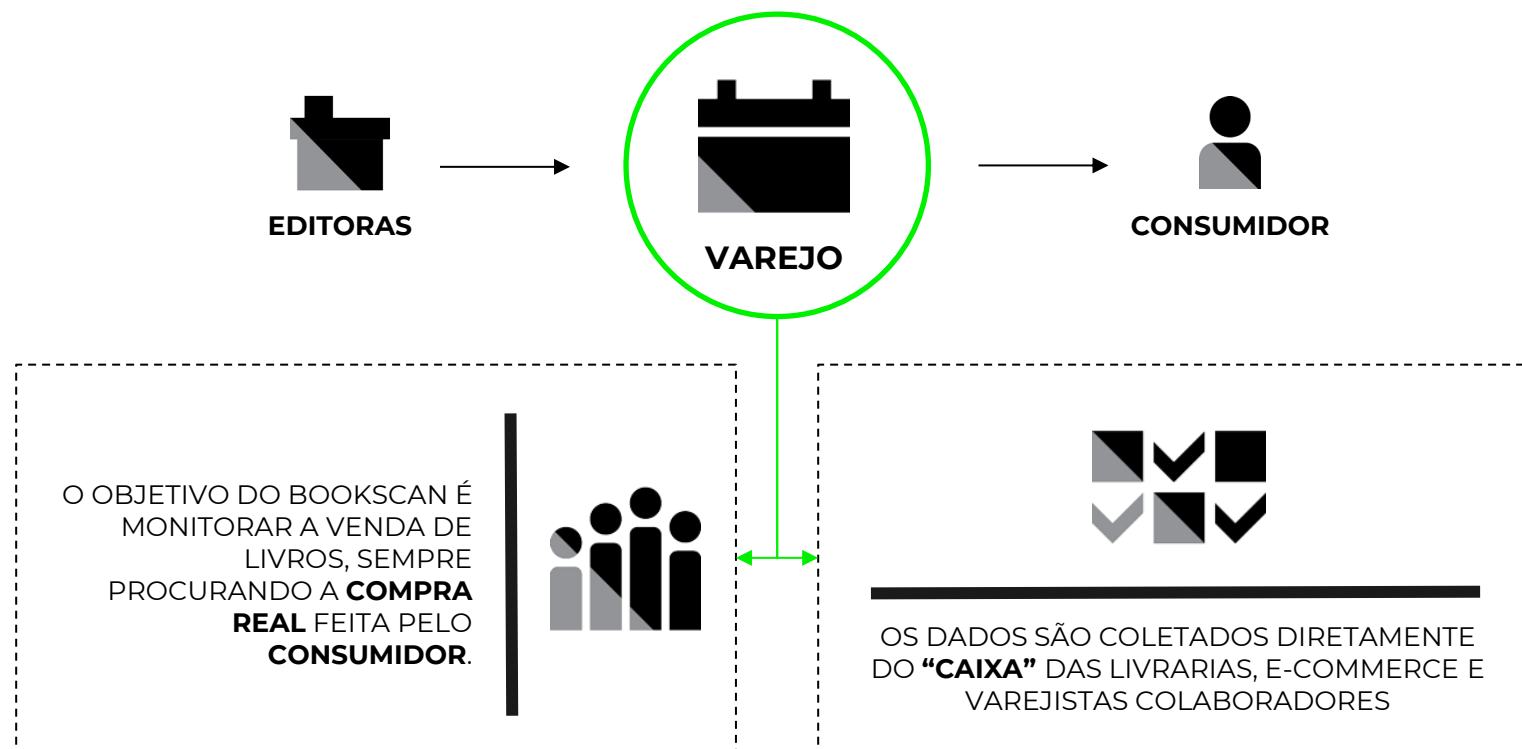 EDITORAS
VAREJO
CONSUMIDOR
O OBJETIVO DO BOOKSCAN É
MONITORAR A VENDA DE
LIVROS, SEMPRE
PROCURANDO A COMPRA
REAL FEITA PELO
CONSUMIDOR.
OS DADOS SÃO COLETADOS DIRETAMENTE
DO “CAIXA” DAS LIVRARIAS, E-COMMERCE E
VAREJISTAS COLABORADORES